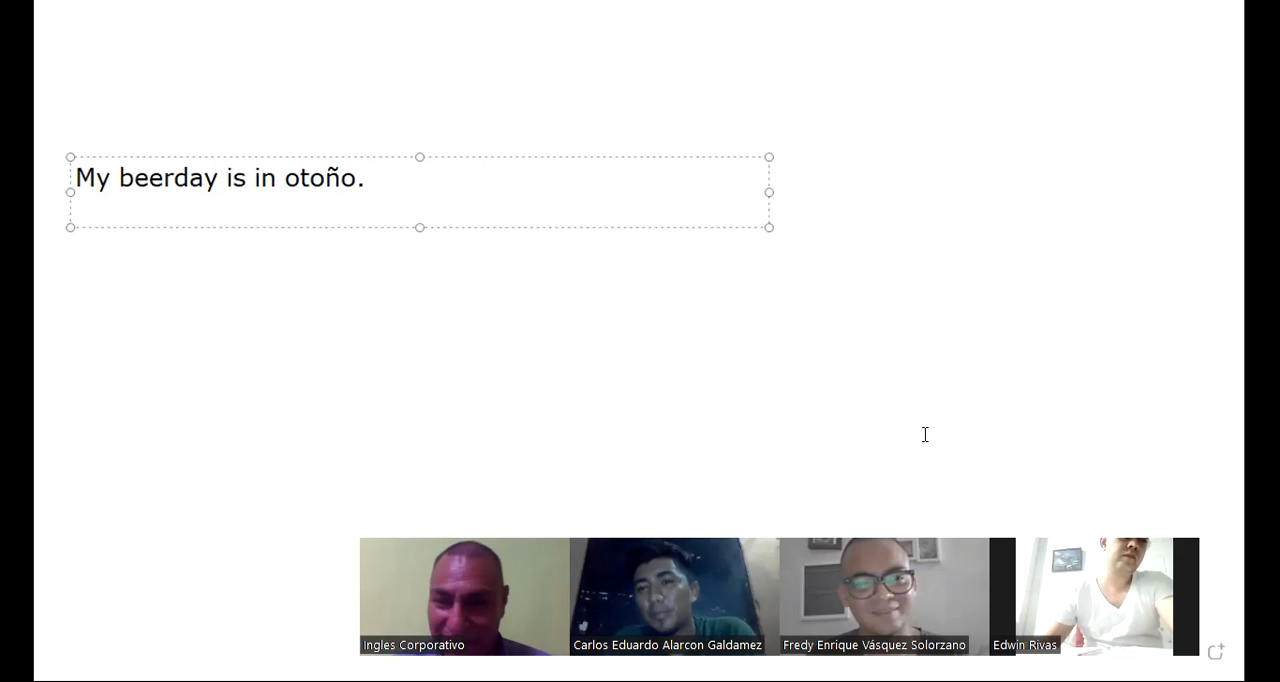 My beerday is in otoño.
Ingles Corporativo
Carlos Eduardo Alarcon Galdamez
Fredy Enrique Vásquez Solorzano
Edwin Rivas